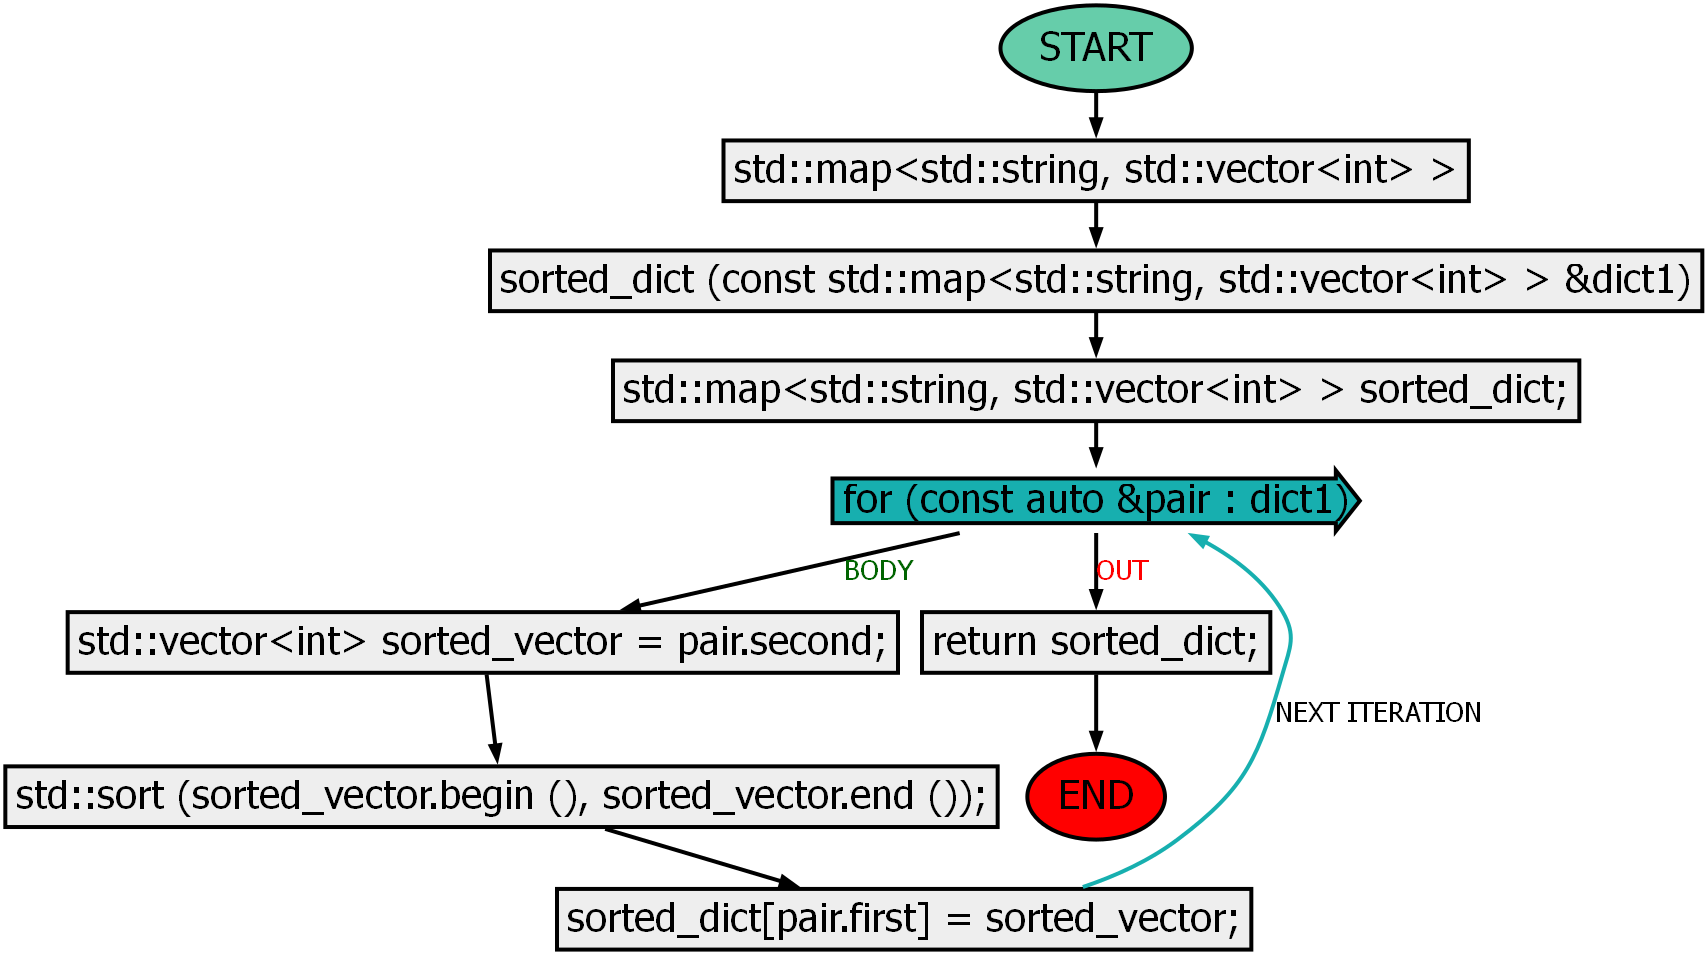 START
std::map<std::string, std::vector<int> >
sorted_dict (const std::map<std::string, std::vector<int> > &dict1)
std::map<std::string, std::vector<int> > sorted_dict;
for (const auto &pair : dict1)
BODY
OUT
std::vector<int> sorted_vector = pair.second;
return sorted_dict;
NEXT ITERATION
std::sort (sorted_vector.begin (), sorted_vector.end ());
END
sorted_dict[pair.first] = sorted_vector;